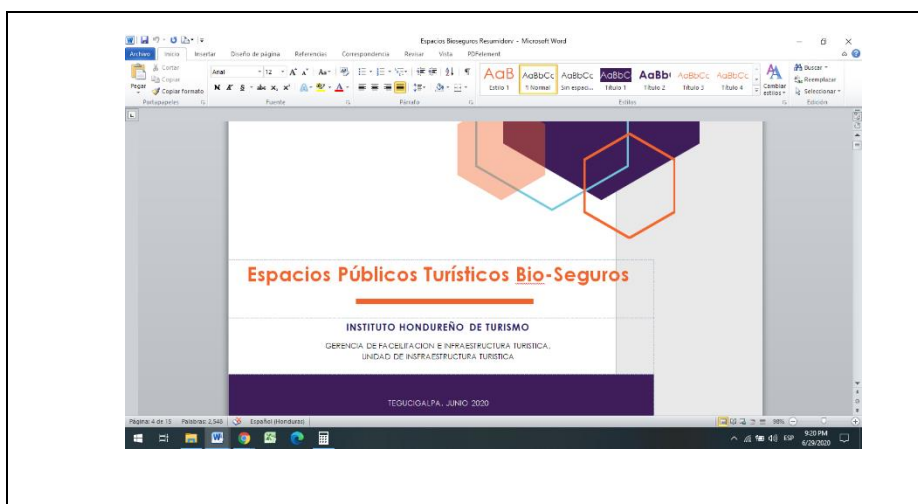 Espacios Bioseguros Resumiderv - Microsoft Word
Archivo Inicio Insertar Diseño de página Referencias Correspondencia Revisar Vista PDFelement
Pegar
Cortar
Copiar
Copiar formato
Portapapeles
Arial 12
Fuente
Párrafo
AaB AaBbCc AaBbCc AaBbC AaBb AaBbCc AaBbCc
Estilo 1 ¶ Normal Sin espaci... Título 1 Título 2 Título 3 Título 4
Cambiar estilos
Estilos
Buscar
Reemplazar
Seleccionar
Edición
Espacios Públicos Turísticos Bio-Seguros
INSTITUTO HONDUREÑO DE TURISMO
GERENCIA DE FACELITACION E INFRAESTRUCTURA TURISTICA,
UNIDAD DE INSFRAESTRUCTURA TURISTICA
TEGUCIGALPA, JUNIO 2020
Página: 4 de 15 Palabras: 2,546 Español (Honduras) 98%
ESP 9:20 PM
6/29/2020